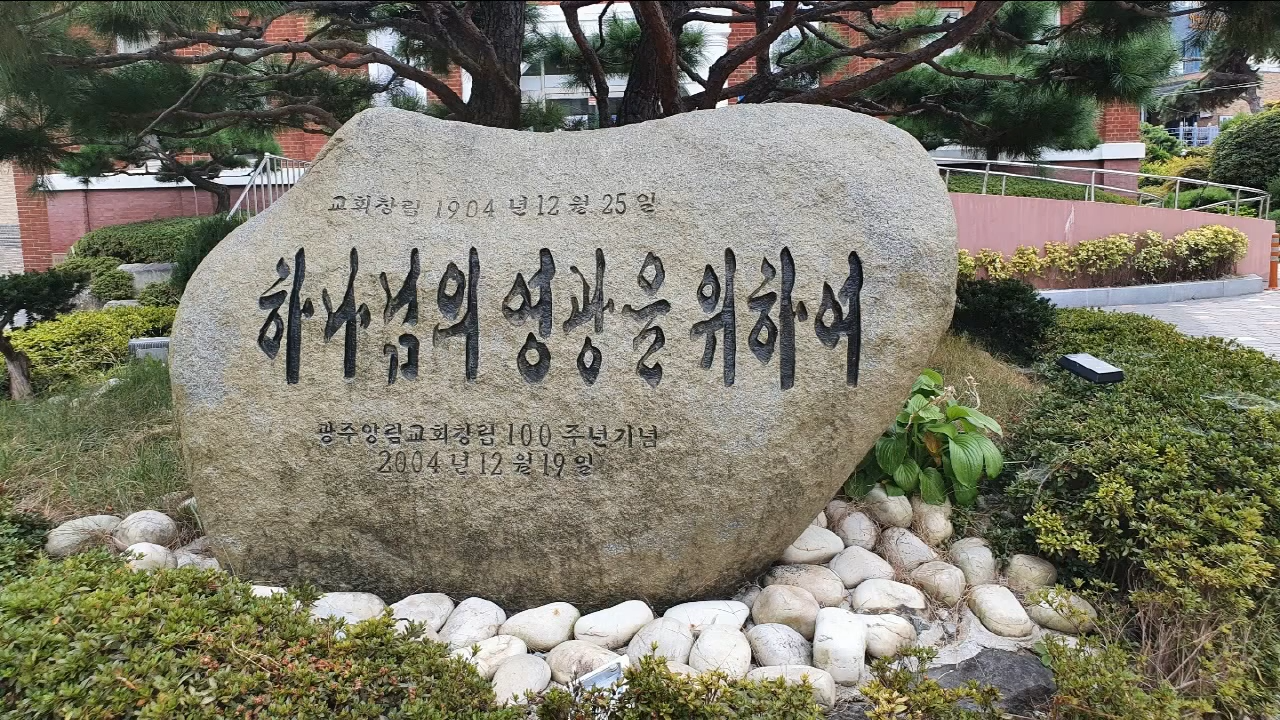 교회창립 1904 년 12 월 25 일
하나님의 영광을 위하여
광주양림교회창립 100 주년기념
2004 년 12 월 19 일